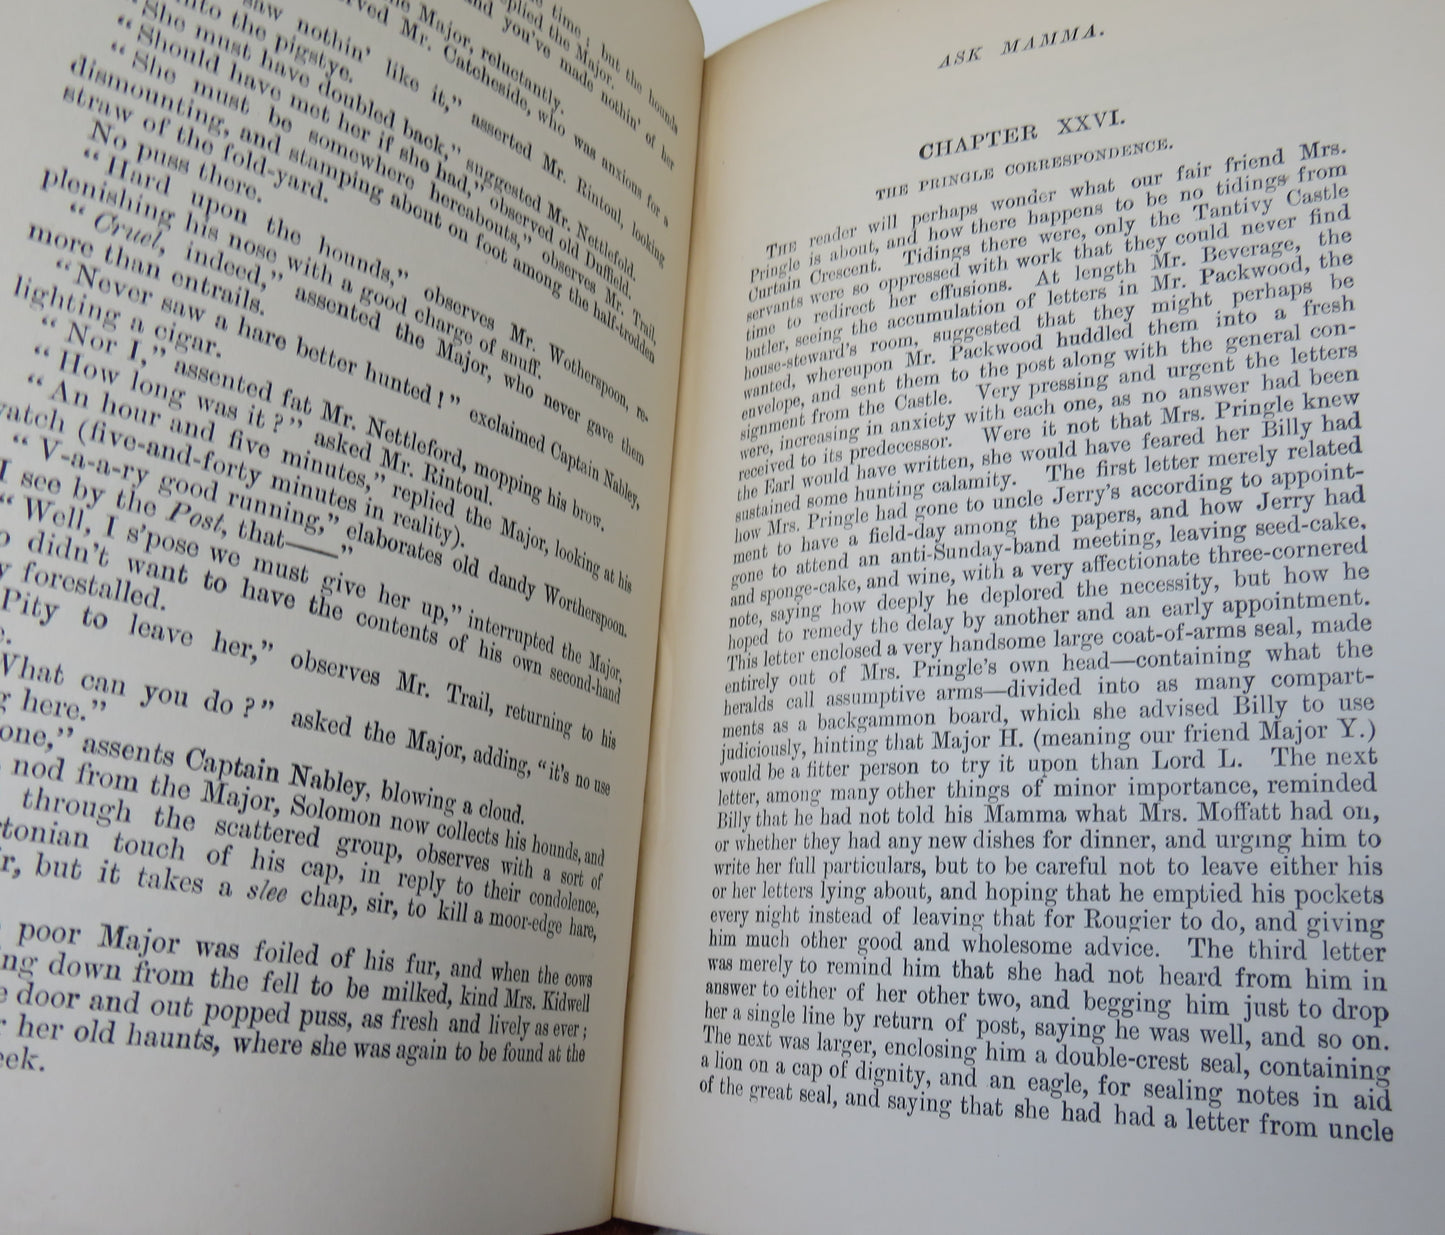 time; but the hounds
replied the Major.
and you've made nothin' of her
the Major, reluctantly.
served Mr. Catcheside, who was anxious for a
saw nothin' like it," asserted Mr. Rintoul, looking
into the pigstye.
"She must have doubled back," suggested Mr. Nettlefold.
"Should have met her if she had," observed old Duffield.
"She must be somewhere hereabouts," observes Mr. Trail,
dismounting, and stamping about on foot among the half-trodden
straw of the fold-yard.
No puss there.
"Hard upon the hounds," observes Mr. Wotherspoon, re-
plenishing his nose with a good charge of snuff.
"Cruel, indeed," assented the Major, who never gave them
more than entrails.
"Never saw a hare better hunted!" exclaimed Captain Nabley,
lighting a cigar.
"Nor I," assented fat Mr. Nettleford, mopping his brow.
"How long was it?" asked Mr. Rintoul.
"An hour and five minutes," replied the Major, looking at his
watch (five-and-forty minutes in reality).
"V-a-a-ry good running," elaborates old dandy Wortherspoon.
I see by the Post, that——"
"Well, I s'pose we must give her up," interrupted the Major,
o didn't want to have the contents of his own second-hand
y forestalled.
Pity to leave her," observes Mr. Trail, returning to his
e.
What can you do?" asked the Major, adding, "it's no use
g here."
one," assents Captain Nabley, blowing a cloud.
nod from the Major, Solomon now collects his hounds, and
through the scattered group, observes with a sort of
tonian touch of his cap, in reply to their condolence,
r, but it takes a slee chap, sir, to kill a moor-edge hare,
poor Major was foiled of his fur, and when the cows
ng down from the fell to be milked, kind Mrs. Kidwell
e door and out popped puss, as fresh and lively as ever;
r her old haunts, where she was again to be found at the
eek.
ASK MAMMA.
CHAPTER XXVI.
THE PRINGLE CORRESPONDENCE.
THE reader will perhaps wonder what our fair friend Mrs.
Pringle is about, and how there happens to be no tidings from
Curtain Crescent. Tidings there were, only the Tantivy Castle
servants were so oppressed with work that they could never find
time to redirect her effusions. At length Mr. Beverage, the
butler, seeing the accumulation of letters in Mr. Packwood, the
house-steward's room, suggested that they might perhaps be
wanted, whereupon Mr. Packwood huddled them into a fresh
envelope, and sent them to the post along with the general con-
signment from the Castle. Very pressing and urgent the letters
were, increasing in anxiety with each one, as no answer had been
received to its predecessor. Were it not that Mrs. Pringle knew
the Earl would have written, she would have feared her Billy had
sustained some hunting calamity. The first letter merely related
how Mrs. Pringle had gone to uncle Jerry's according to appoint-
ment to have a field-day among the papers, and how Jerry had
gone to attend an anti-Sunday-band meeting, leaving seed-cake,
and sponge-cake, and wine, with a very affectionate three-cornered
note, saying how deeply he deplored the necessity, but how he
hoped to remedy the delay by another and an early appointment.
This letter enclosed a very handsome large coat-of-arms seal, made
entirely out of Mrs. Pringle's own head—containing what the
heralds call assumptive arms—divided into as many compart-
ments as a backgammon board, which she advised Billy to use
judiciously, hinting that Major H. (meaning our friend Major Y.)
would be a fitter person to try it upon than Lord L. The next
letter, among many other things of minor importance, reminded
Billy that he had not told his Mamma what Mrs. Moffatt had on,
or whether they had any new dishes for dinner, and urging him to
write her full particulars, but to be careful not to leave either his
or her letters lying about, and hoping that he emptied his pockets
every night instead of leaving that for Rougier to do, and giving
him much other good and wholesome advice. The third letter
was merely to remind him that she had not heard from him in
answer to either of her other two, and begging him just to drop
her a single line by return of post, saying he was well, and so on.
The next was larger, enclosing him a double-crest seal, containing
a lion on a cap of dignity, and an eagle, for sealing notes in aid
of the great seal, and saying that she had had a letter from uncle